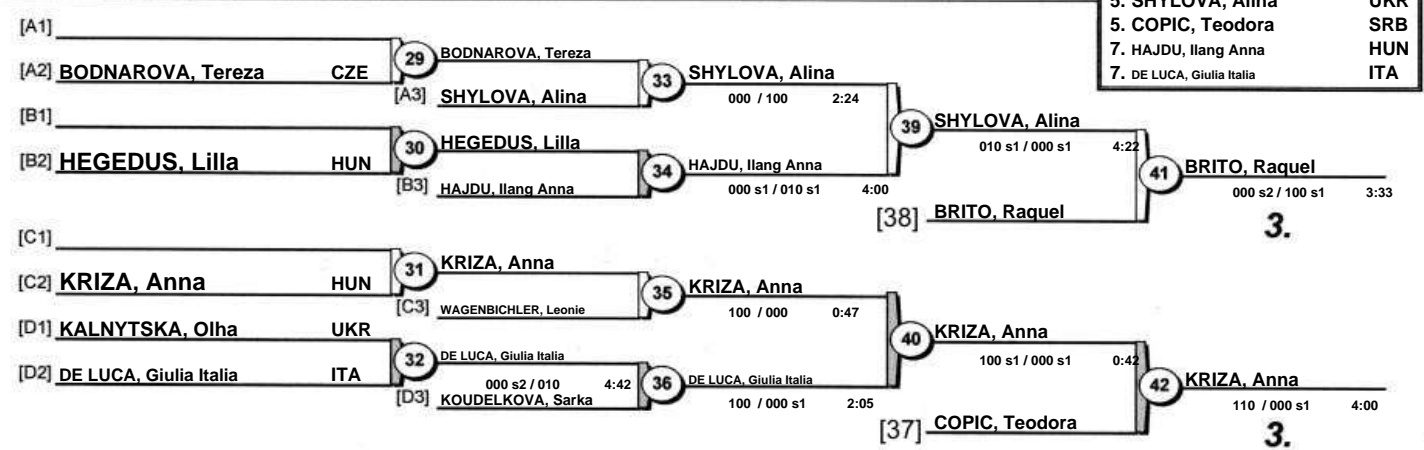 5. SHYLOVA, Alina UKR
5. COPIC, Teodora SRB
7. HAJDU, Ilang Anna HUN
7. DE LUCA, Giulia Italia ITA
[A1]
[A2] BODNAROVA, Tereza CZE
29
BODNAROVA, Tereza
[A3] SHYLOVA, Alina
33
SHYLOVA, Alina
000 / 100 2:24
[B1]
[B2] HEGEDUS, Lilla HUN
30
HEGEDUS, Lilla
[B3] HAJDU, Ilang Anna
34
HAJDU, Ilang Anna
000 s1 / 010 s1 4:00
39
SHYLOVA, Alina
010 s1 / 000 s1 4:22
[38] BRITO, Raquel
41
BRITO, Raquel
000 s2 / 100 s1 3:33
3.
[C1]
[C2] KRIZA, Anna HUN
31
KRIZA, Anna
[C3] WAGENBICHLER, Leonie
35
KRIZA, Anna
100 / 000 0:47
[D1] KALNYTSKA, Olha UKR
[D2] DE LUCA, Giulia Italia ITA
32
DE LUCA, Giulia Italia
000 s2 / 010 4:42
[D3] KOUDELKOVA, Sarka
36
DE LUCA, Giulia Italia
100 / 000 s1 2:05
40
KRIZA, Anna
100 s1 / 000 s1 0:42
[37] COPIC, Teodora
42
KRIZA, Anna
110 / 000 s1 4:00
3.